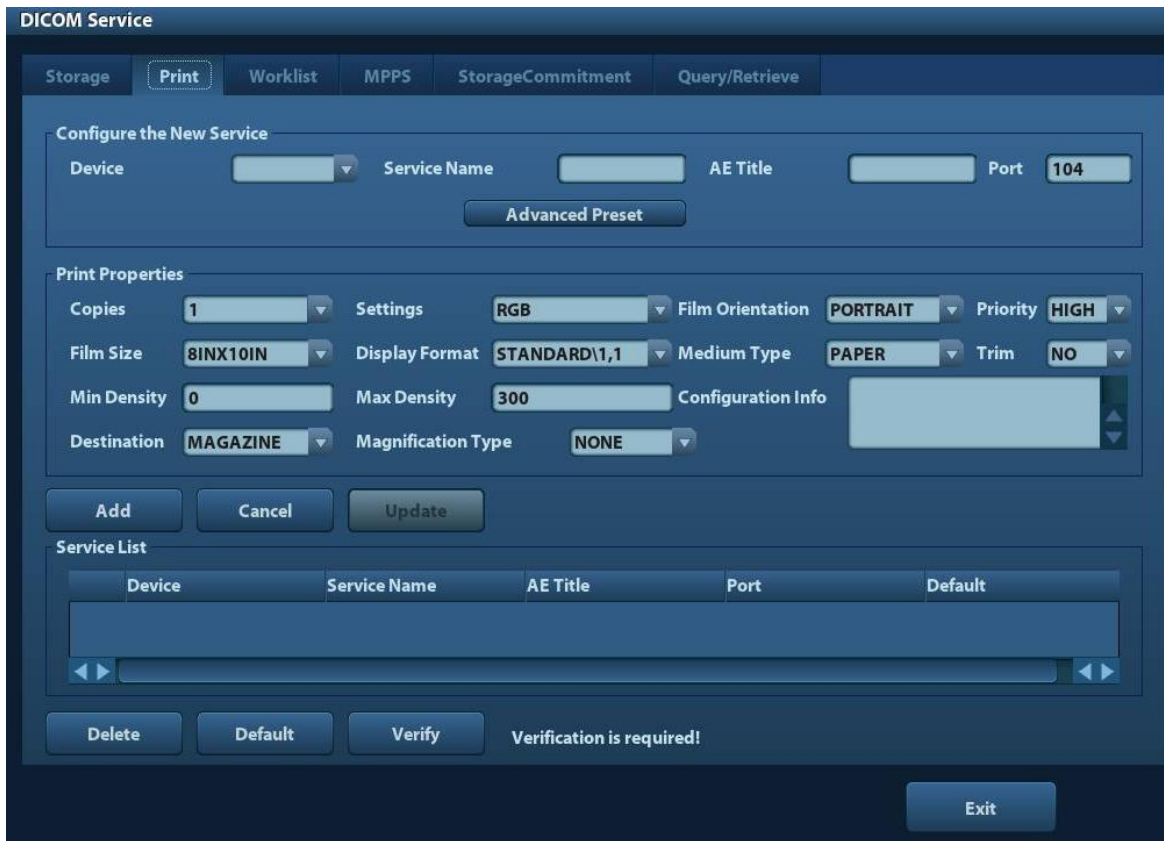 DICOM Service
Storage Print Worklist MPPS StorageCommitment Query/Retrieve
Configure the New Service
Device Service Name AE Title Port 104
Advanced Preset
Print Properties
Copies 1 Settings RGB Film Orientation PORTRAIT Priority HIGH
Film Size 8INX10IN Display Format STANDARD\1,1 Medium Type PAPER Trim NO
Min Density 0 Max Density 300 Configuration Info
Destination MAGAZINE Magnification Type NONE
Add Cancel Update
Service List
Device Service Name AE Title Port Default
Delete Default Verify Verification is required!
Exit